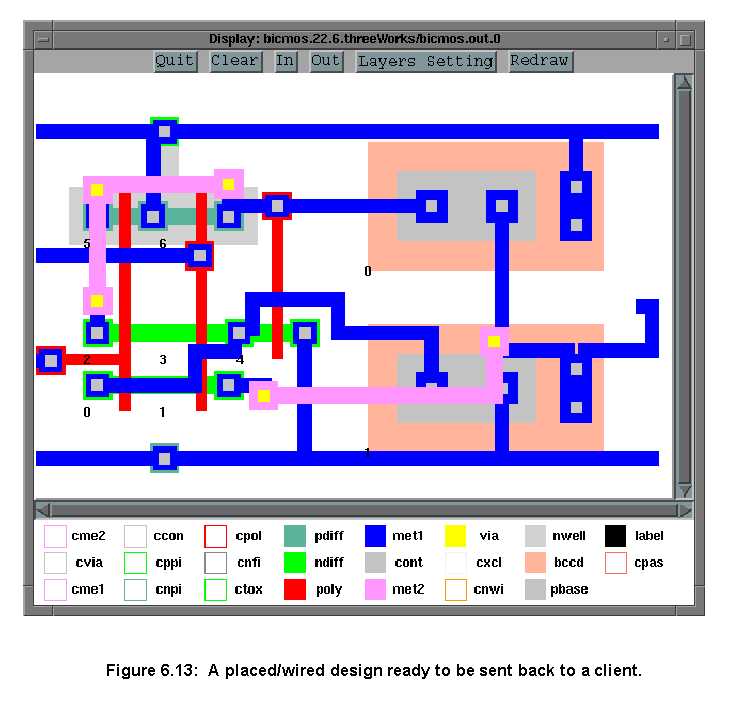 Display: bicmos.22.6.threeWorks/bicmos.out.0
Quit Clear In Out Layers Setting Redraw
5 6
0
2 3 4
0 1
1
cme2 ccon cpol pdiff met1 via nwell label
cvia cppi cnfi ndiff cont cxcl bccd cpas
cme1 cnpi ctox poly met2 cnwi pbase
Figure 6.13: A placed/wired design ready to be sent back to a client.